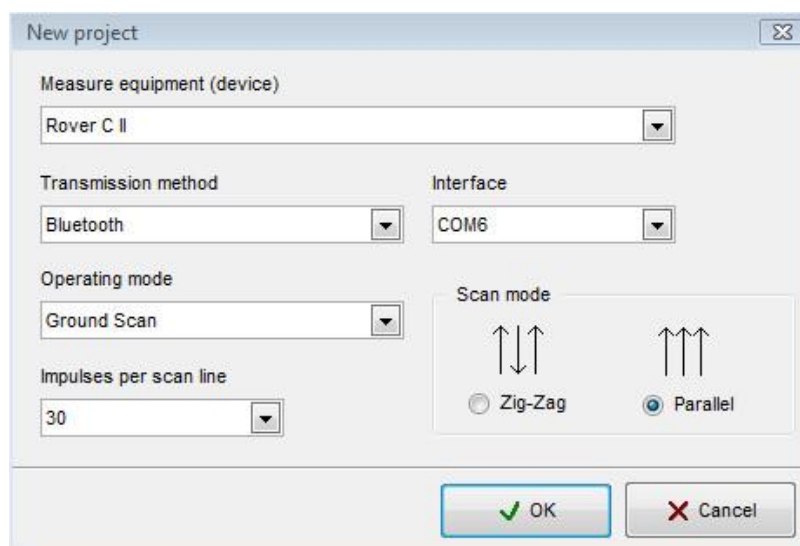 New project
Measure equipment (device)
Rover C II
Transmission method
Interface
Bluetooth
COM6
Operating mode
Ground Scan
Scan mode
Impulses per scan line
30
Zig-Zag
Parallel
OK
Cancel